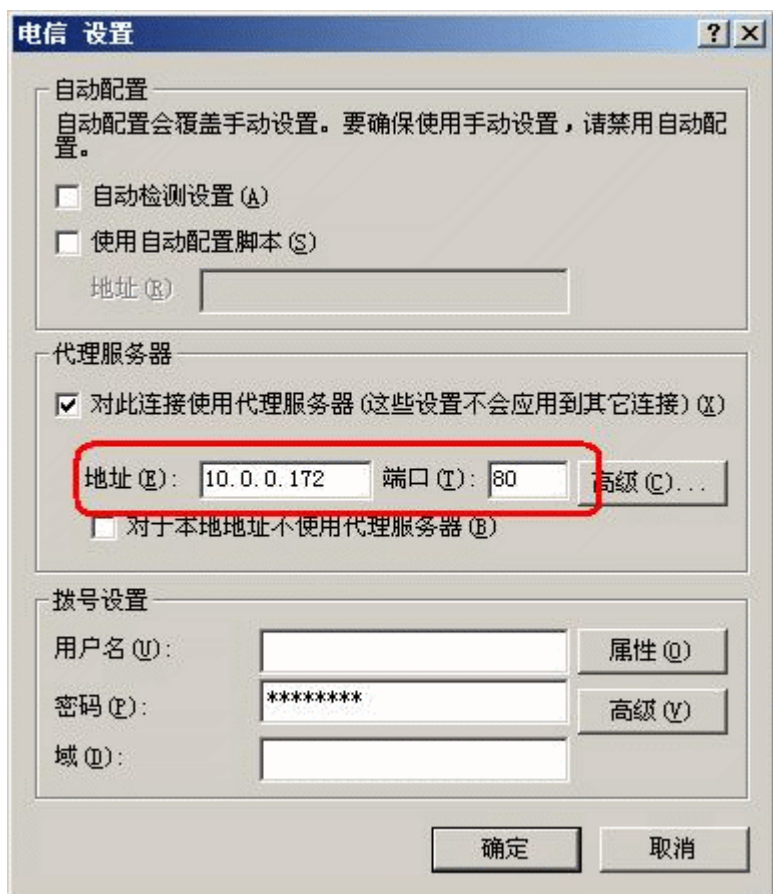 电信 设置
自动配置
自动配置会覆盖手动设置。要确保使用手动设置，请禁用自动配
置。
自动检测设置(A)
使用自动配置脚本(S)
地址(R)
代理服务器
对此连接使用代理服务器(这些设置不会应用到其它连接)(X)
地址(E): 10.0.0.172 端口(T): 80 高级(C)...
对于本地地址不使用代理服务器(B)
拨号设置
用户名(U): 属性(O)
密码(P): ******** 高级(V)
域(D):
确定 取消